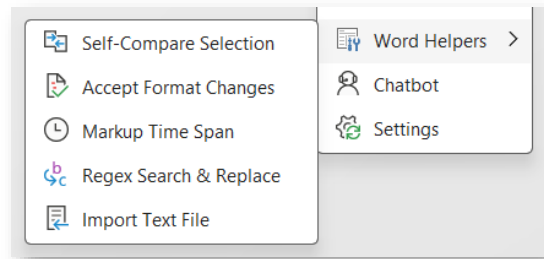 Self-Compare Selection
Accept Format Changes
Markup Time Span
Regex Search & Replace
Import Text File
Word Helpers
Chatbot
Settings